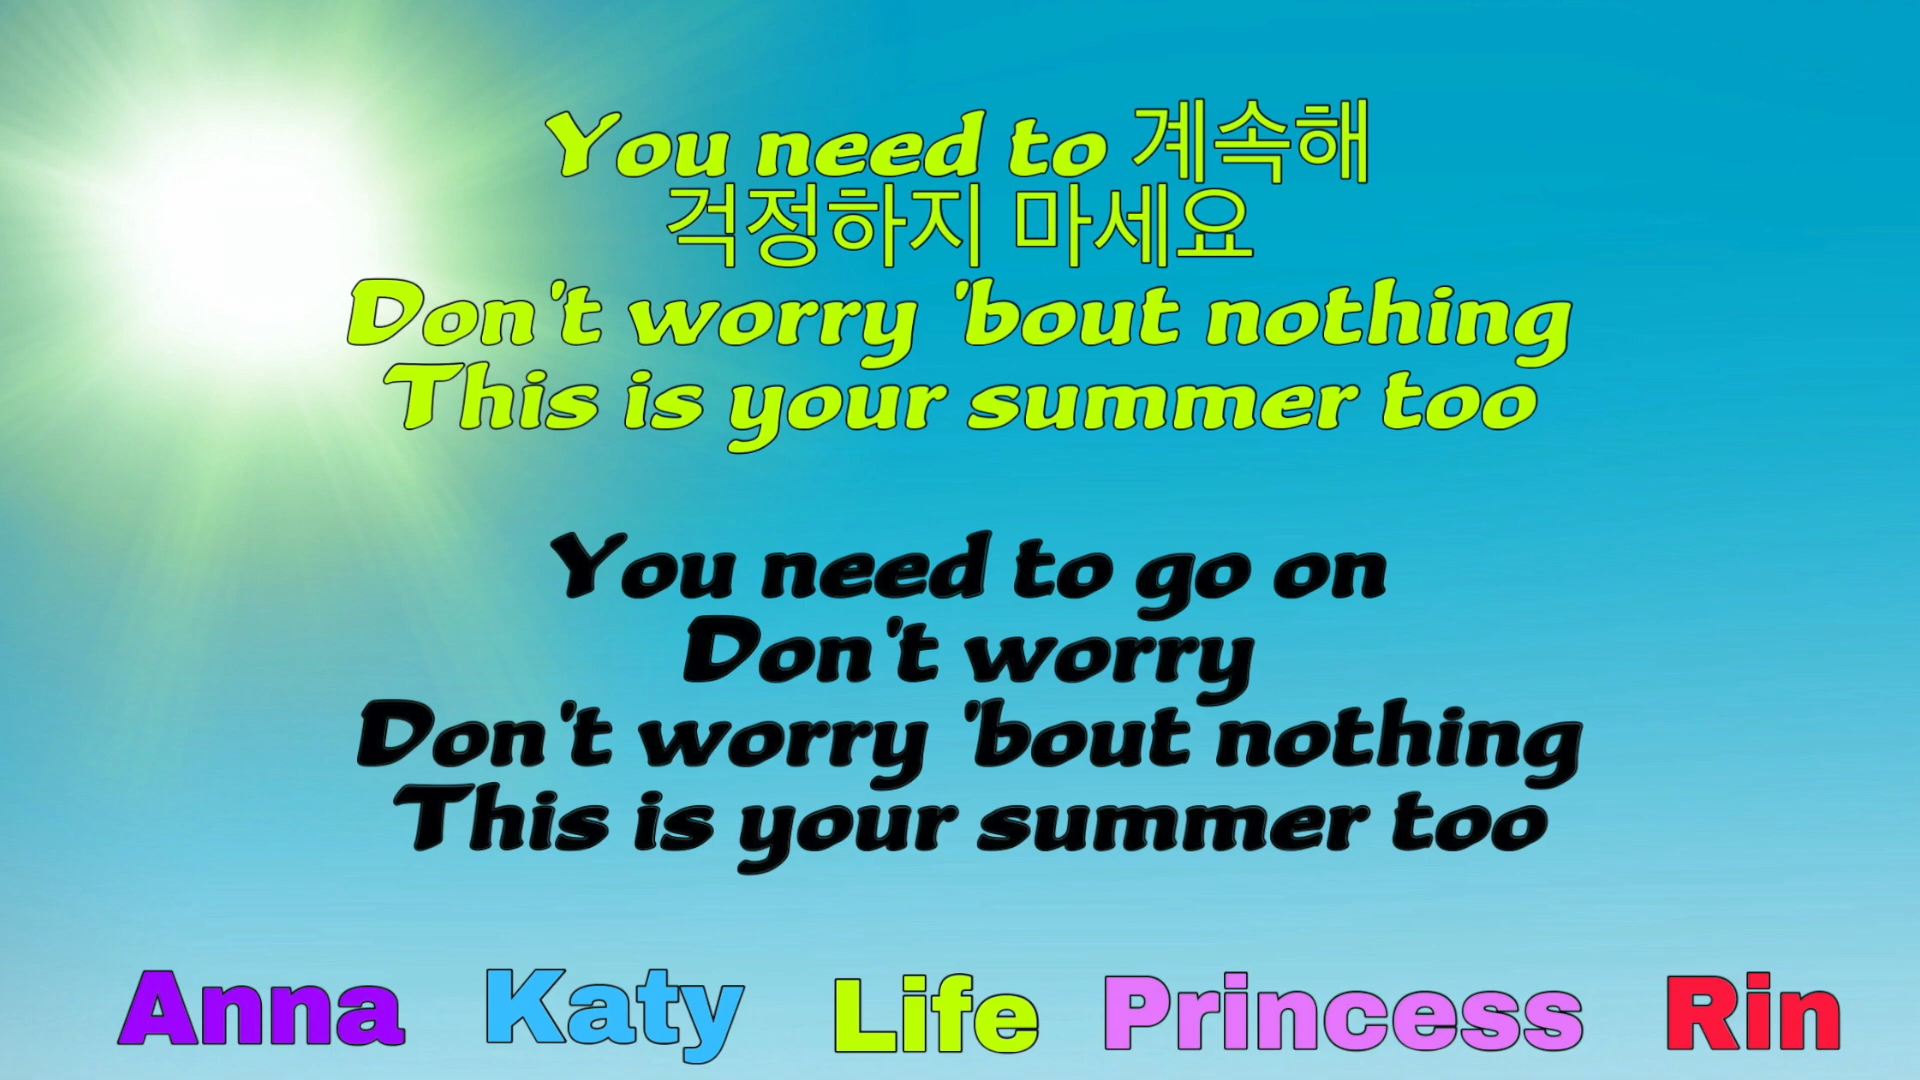 You need to 계속해
걱정하지 마세요
Don't worry 'bout nothing
This is your summer too
You need to go on
Don't worry
Don't worry 'bout nothing
This is your summer too
Anna Katy Life Princess Rin